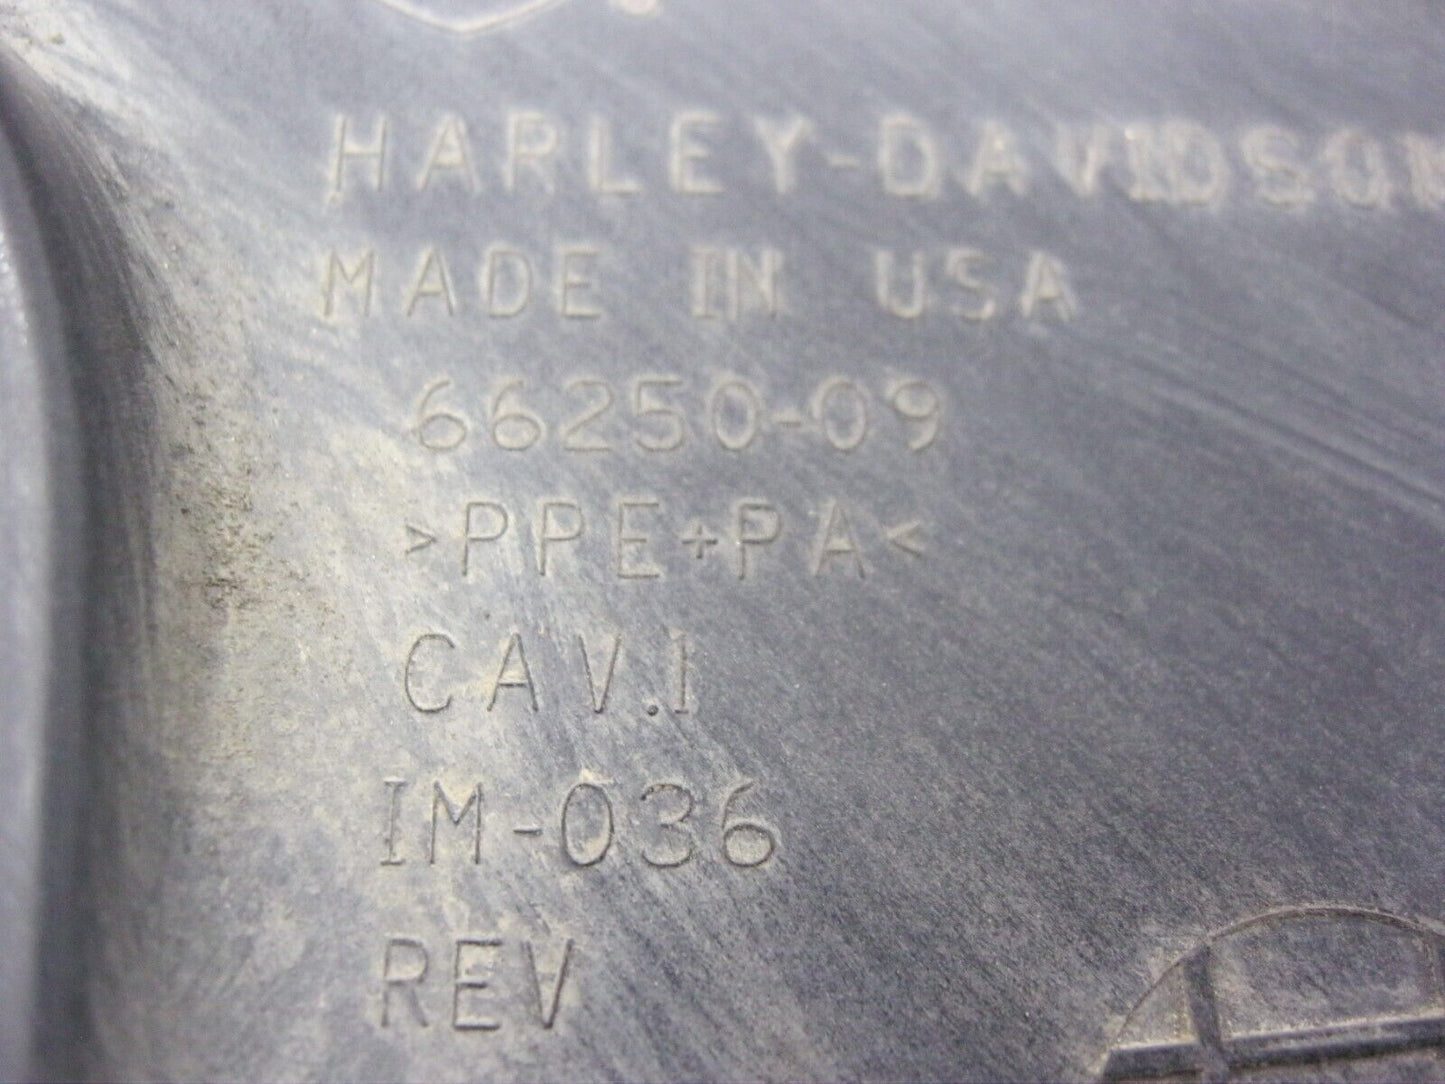 HARLEY-DAVIDSON
MADE IN USA
66250-09
>PPE+PA<
CAV.1
IM-036
REV